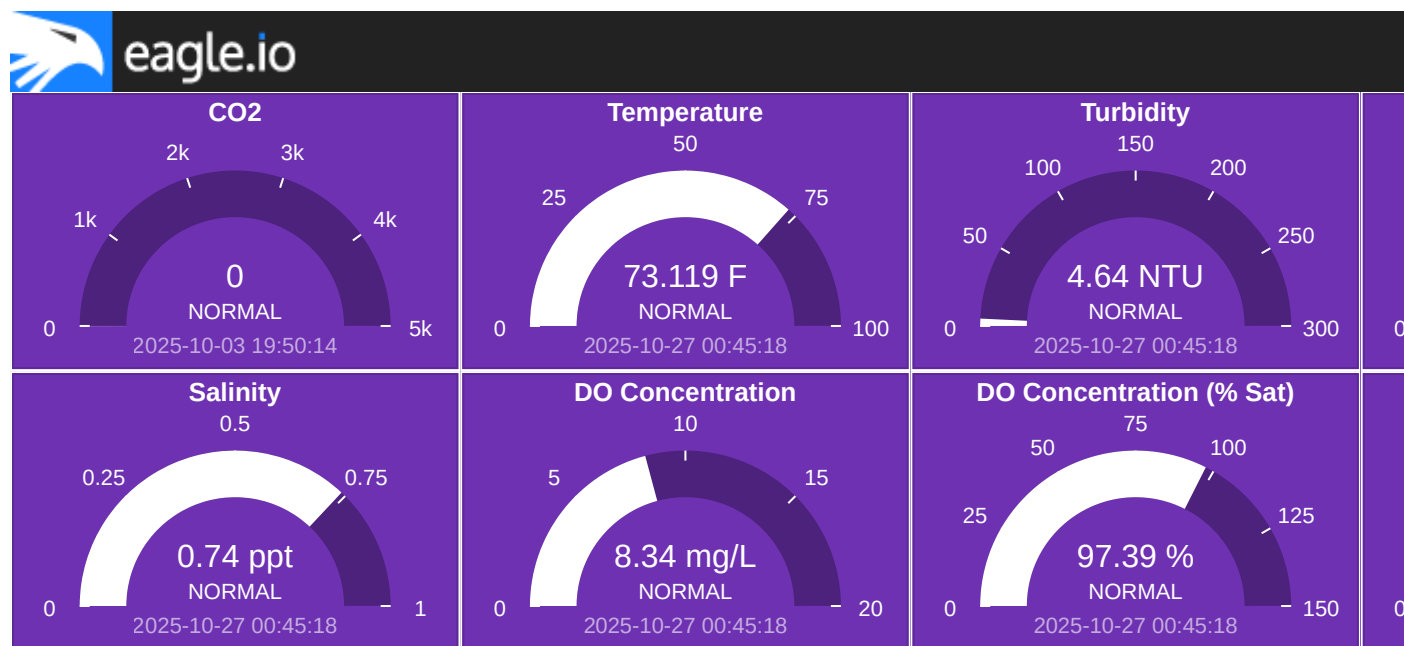 eagle.io
CO2
2k
3k
1k
4k
0
NORMAL
0
5k
2025-10-03 19:50:14
Temperature
50
25
75
73.119 F
NORMAL
0
100
2025-10-27 00:45:18
Turbidity
150
100
200
50
250
4.64 NTU
NORMAL
0
300
2025-10-27 00:45:18
Salinity
0.5
0.25
0.75
0.74 ppt
NORMAL
0
1
2025-10-27 00:45:18
DO Concentration
10
5
15
8.34 mg/L
NORMAL
0
20
2025-10-27 00:45:18
DO Concentration (% Sat)
75
50
100
25
125
97.39 %
NORMAL
0
150
2025-10-27 00:45:18